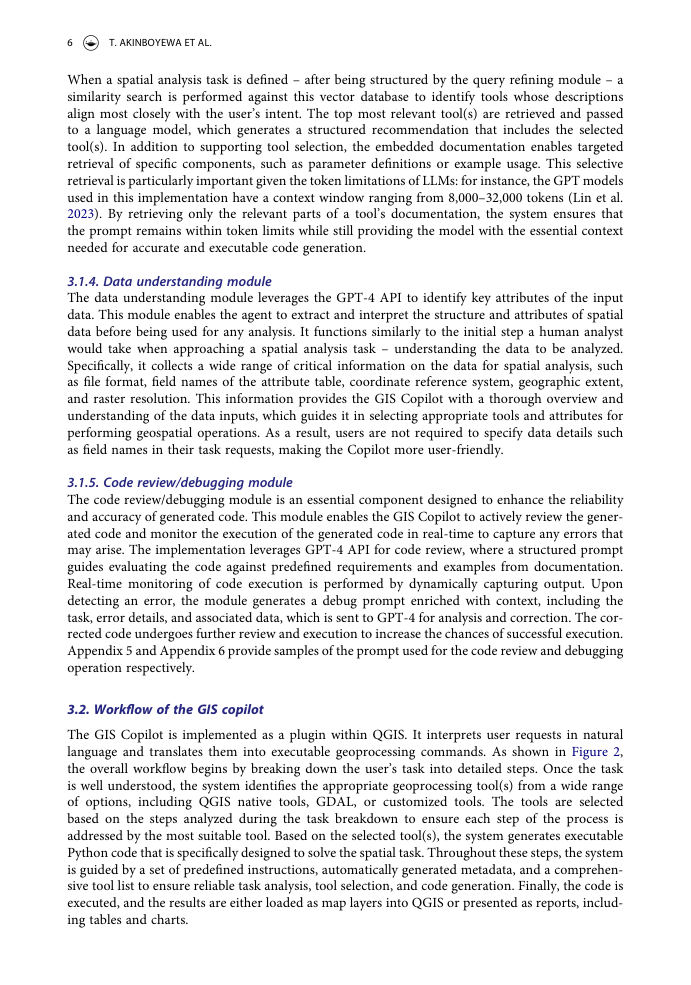 6 T. AKINBOYEWA ET AL.
When a spatial analysis task is defined – after being structured by the query refining module – a
similarity search is performed against this vector database to identify tools whose descriptions
align most closely with the user's intent. The top most relevant tool(s) are retrieved and passed
to a language model, which generates a structured recommendation that includes the selected
tool(s). In addition to supporting tool selection, the embedded documentation enables targeted
retrieval of specific components, such as parameter definitions or example usage. This selective
retrieval is particularly important given the token limitations of LLMs: for instance, the GPT models
used in this implementation have a context window ranging from 8,000–32,000 tokens (Lin et al.
2023). By retrieving only the relevant parts of a tool's documentation, the system ensures that
the prompt remains within token limits while still providing the model with the essential context
needed for accurate and executable code generation.
3.1.4. Data understanding module
The data understanding module leverages the GPT-4 API to identify key attributes of the input
data. This module enables the agent to extract and interpret the structure and attributes of spatial
data before being used for any analysis. It functions similarly to the initial step a human analyst
would take when approaching a spatial analysis task – understanding the data to be analyzed.
Specifically, it collects a wide range of critical information on the data for spatial analysis, such
as file format, field names of the attribute table, coordinate reference system, geographic extent,
and raster resolution. This information provides the GIS Copilot with a thorough overview and
understanding of the data inputs, which guides it in selecting appropriate tools and attributes for
performing geospatial operations. As a result, users are not required to specify data details such
as field names in their task requests, making the Copilot more user-friendly.
3.1.5. Code review/debugging module
The code review/debugging module is an essential component designed to enhance the reliability
and accuracy of generated code. This module enables the GIS Copilot to actively review the gener-
ated code and monitor the execution of the generated code in real-time to capture any errors that
may arise. The implementation leverages GPT-4 API for code review, where a structured prompt
guides evaluating the code against predefined requirements and examples from documentation.
Real-time monitoring of code execution is performed by dynamically capturing output. Upon
detecting an error, the module generates a debug prompt enriched with context, including the
task, error details, and associated data, which is sent to GPT-4 for analysis and correction. The cor-
rected code undergoes further review and execution to increase the chances of successful execution.
Appendix 5 and Appendix 6 provide samples of the prompt used for the code review and debugging
operation respectively.
3.2. Workflow of the GIS copilot
The GIS Copilot is implemented as a plugin within QGIS. It interprets user requests in natural
language and translates them into executable geoprocessing commands. As shown in Figure 2,
the overall workflow begins by breaking down the user's task into detailed steps. Once the task
is well understood, the system identifies the appropriate geoprocessing tool(s) from a wide range
of options, including QGIS native tools, GDAL, or customized tools. The tools are selected
based on the steps analyzed during the task breakdown to ensure each step of the process is
addressed by the most suitable tool. Based on the selected tool(s), the system generates executable
Python code that is specifically designed to solve the spatial task. Throughout these steps, the system
is guided by a set of predefined instructions, automatically generated metadata, and a comprehen-
sive tool list to ensure reliable task analysis, tool selection, and code generation. Finally, the code is
executed, and the results are either loaded as map layers into QGIS or presented as reports, includ-
ing tables and charts.